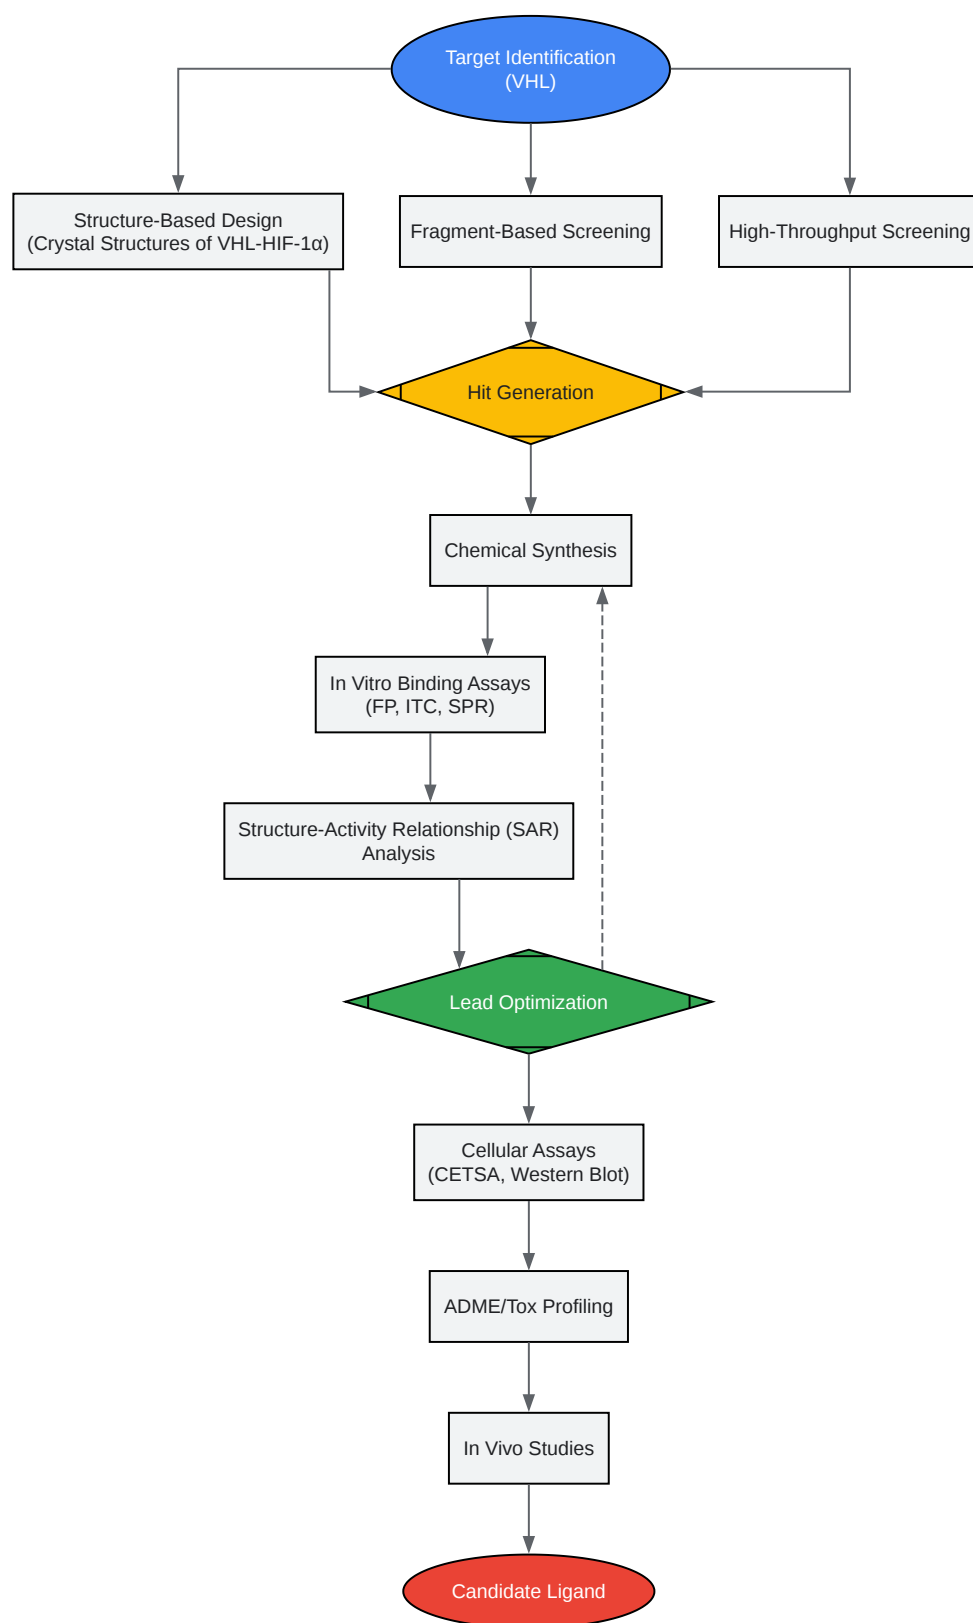 Target Identification
(VHL)
Structure-Based Design
(Crystal Structures of VHL-HIF-1α)
Fragment-Based Screening
High-Throughput Screening
Hit Generation
Chemical Synthesis
In Vitro Binding Assays
(FP, ITC, SPR)
Structure-Activity Relationship (SAR)
Analysis
Lead Optimization
Cellular Assays
(CETSA, Western Blot)
ADME/Tox Profiling
In Vivo Studies
Candidate Ligand